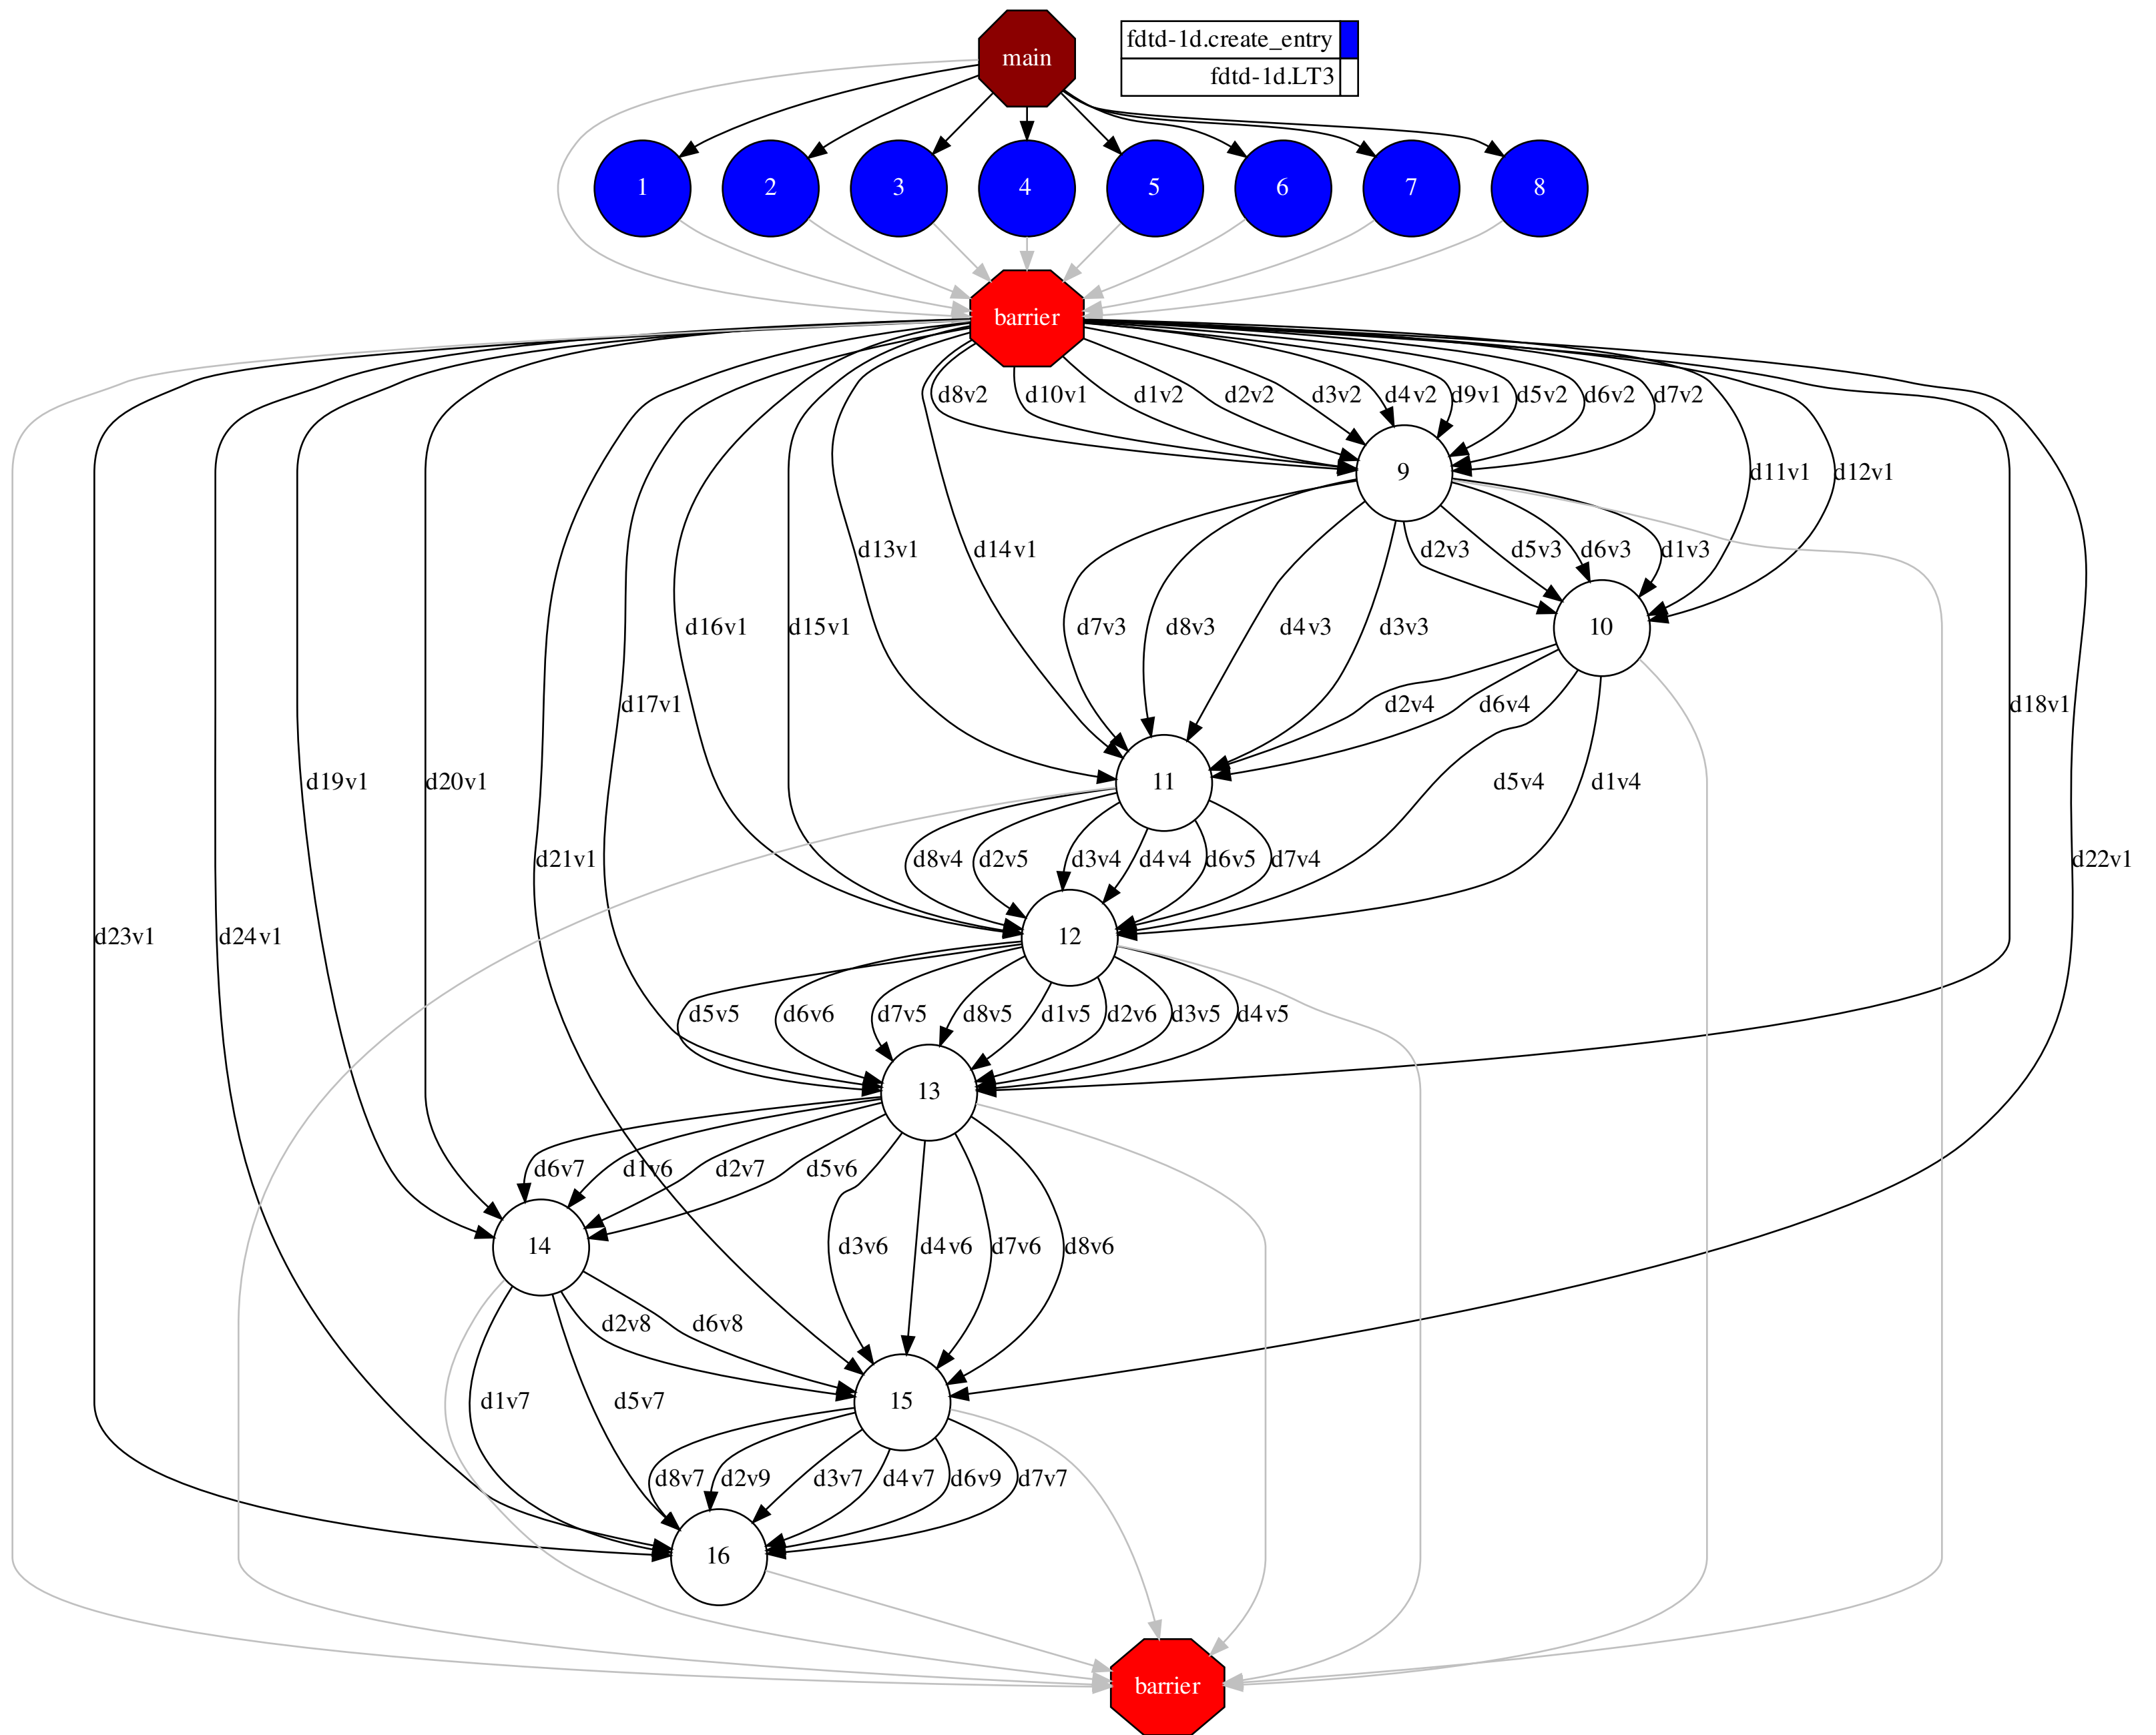 main
fdtd-1d.create_entry
fdtd-1d.LT3
1 2 3 4 5 6 7 8
barrier
d8v2 d10v1 d1v2 d2v2 d3v2 d4v2 d9v1 d5v2 d6v2 d7v2
9 d11v1 d12v1
d13v1 d14v1 d2v3 d5v3 d6v3 d1v3
d16v1 d15v1 d7v3 d8v3 d4v3 d3v3 10
d17v1 d2v4 d6v4 d18v1
d19v1 d20v1 11 d5v4 d1v4
d21v1 d8v4 d2v5 d3v4 d4v4 d6v5 d7v4 d22v1
d23v1 d24v1 12
d5v5 d6v6 d7v5 d8v5 d1v5 d2v6 d3v5 d4v5
13
d6v7 d1v6 d2v7 d5v6
14 d3v6 d4v6 d7v6 d8v6
d2v8 d6v8
d1v7 d5v7 15
d8v7 d2v9 d3v7 d4v7 d6v9 d7v7
16
barrier